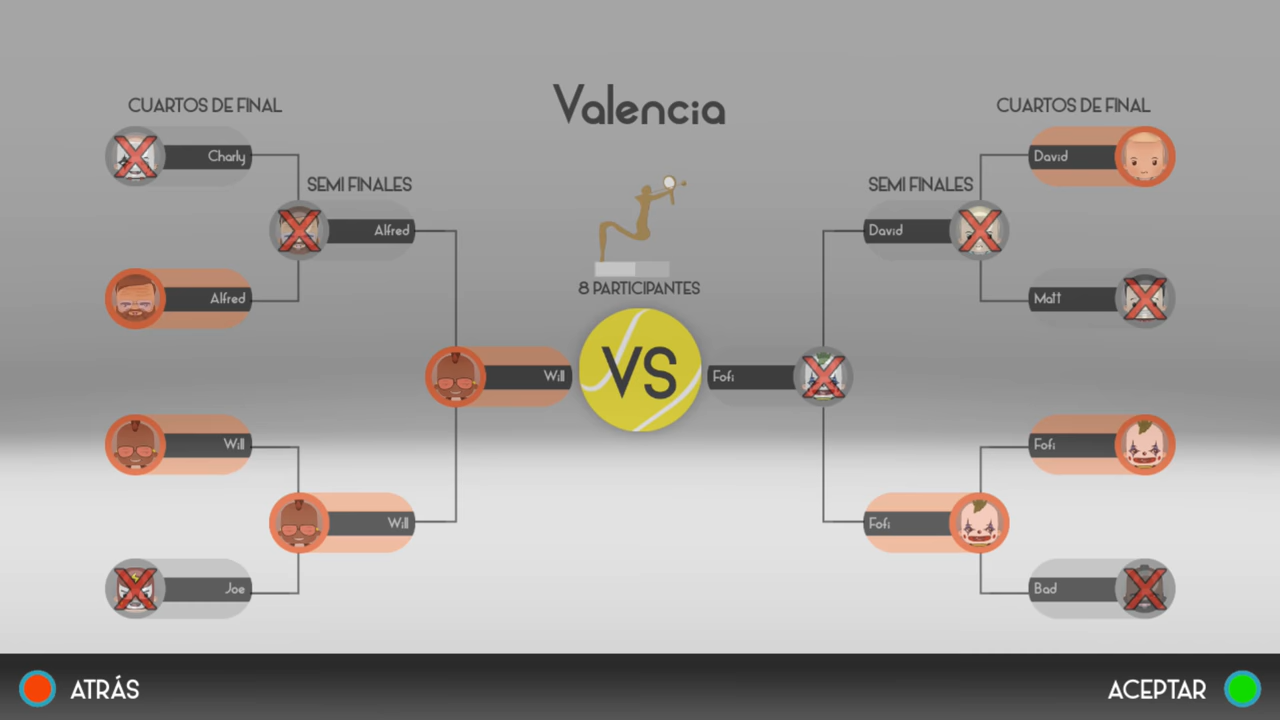 Valencia
CUARTOS DE FINAL
CUARTOS DE FINAL
Charly
David
SEMI FINALES
SEMI FINALES
Alfred
David
8 PARTICIPANTES
Alfred
Matt
Will
VS
Fofi
Will
Fofi
Will
Fofi
Joe
Bad
ATRÁS
ACEPTAR